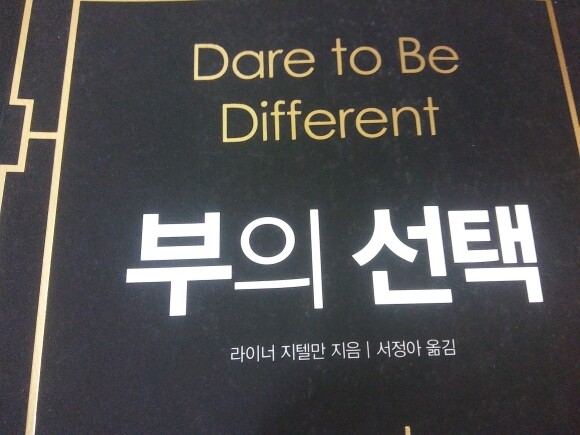 Dare to Be
Different
부의 선택
라이너 지텔만 지음 | 서정아 옮김